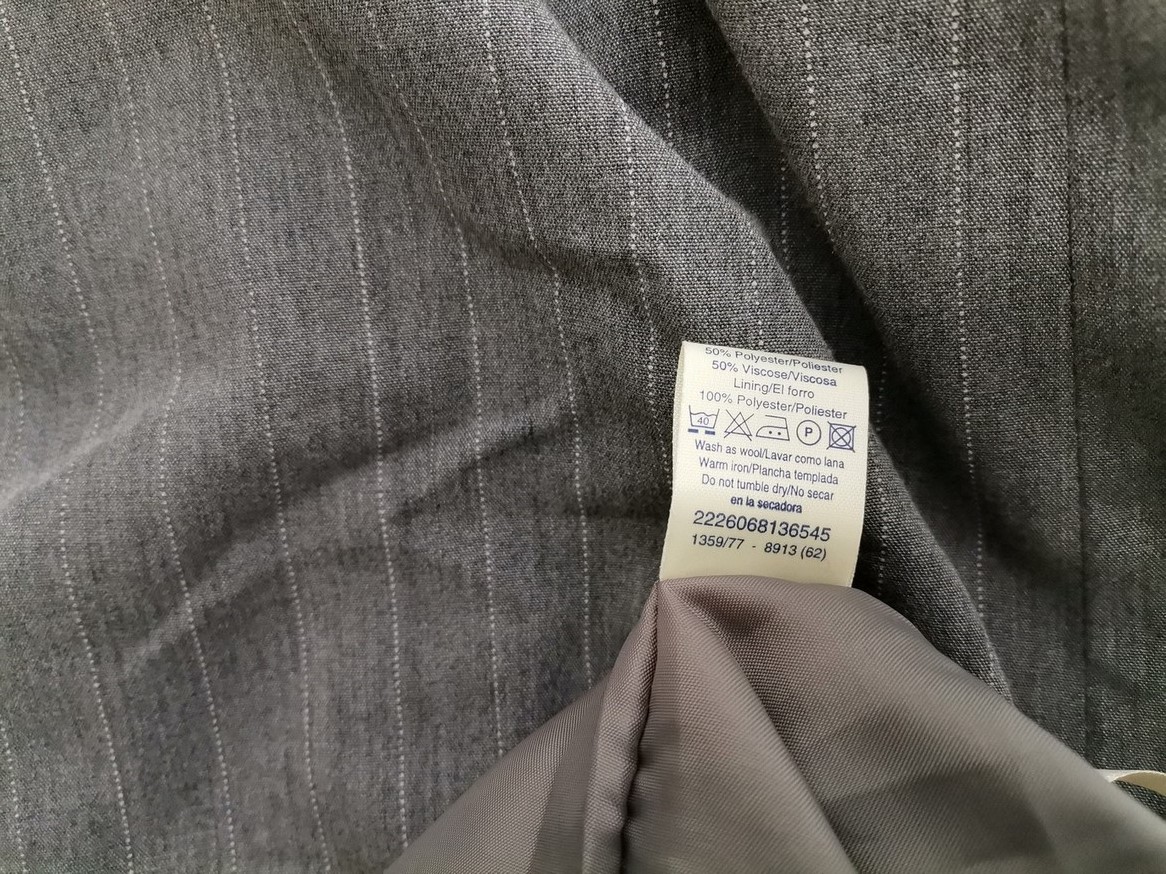 50% Polyester/Poliester
50% Viscose/Viscosa
Lining/El forro
100% Polyester/Poliester
40 P
Wash as wool/Lavar como lana
Warm iron/Plancha templada
Do not tumble dry/No secar
en la secadora
2226068136545
1359/77 - 8913 (62)